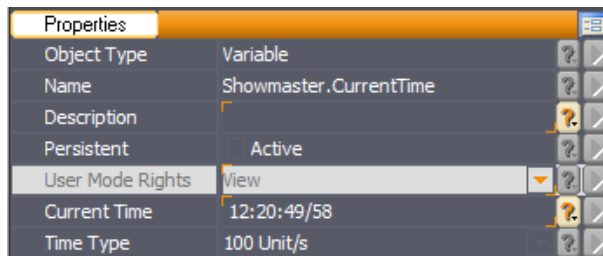 Properties
Object Type Variable
Name Showmaster.CurrentTime
Description
Persistent Active
User Mode Rights View
Current Time 12:20:49/58
Time Type 100 Unit/s